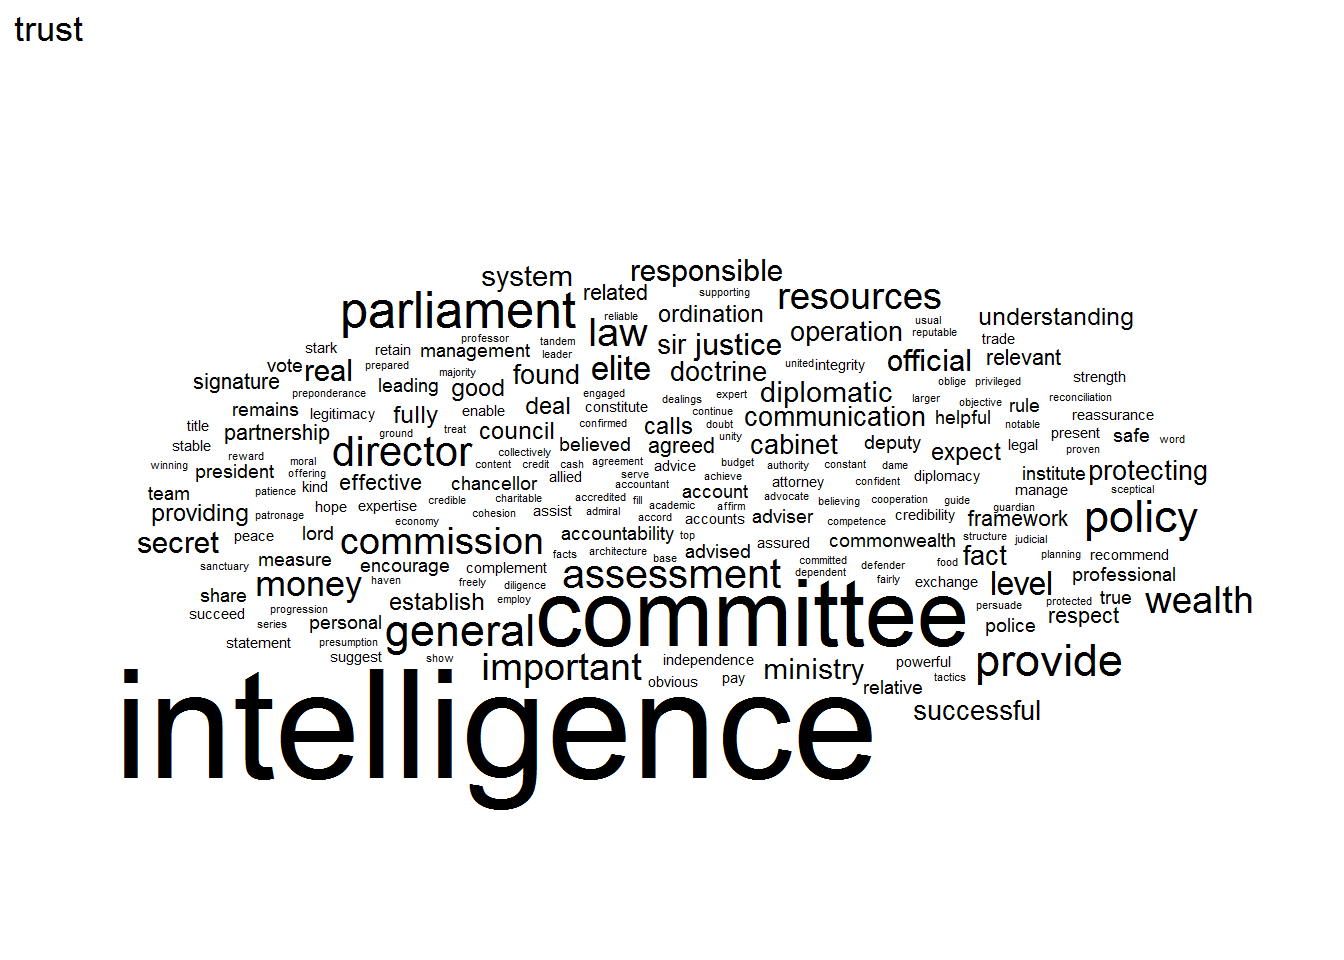 trust
system responsible
related supporting resources
parliament reliable ordination understanding
law operation usual reputable
professor tandem sir justice trade
stark retain management leader official relevant
vote real prepared majority found elite doctrine united integrity
signature preponderance leading good engaged dealings expert diplomatic oblige privileged strength
remains legitimacy fully enable deal constitute continue communication larger objective rule reconciliation
title partnership ground treat council confirmed calls doubt helpful notable present reassurance
stable director collectively believed agreed unity cabinet deputy expect legal safe word
winning reward moral content credit cash agreement advice budget authority constant dame proven
president offering effective chancellor allied serve accountant achieve attorney confident diplomacy institute protecting
team patience kind credible charitable accredited fill academic account advocate believing cooperation guide manage sceptical
providing patronage hope expertise economy cohesion assist admiral accord affirm accounts adviser competence credibility guardian framework policy
secret peace lord commission accountability top commonwealth structure judicial
sanctuary measure encourage complement facts architecture base advised assured committed defender food fact planning recommend
money haven freely diligence assessment dependent fairly exchange level professional
share succeed progression establish employ committee persuade protected true wealth
series personal general police respect
statement presumption
suggest show important independence ministry powerful provide
obvious pay relative tactics
intelligence successful